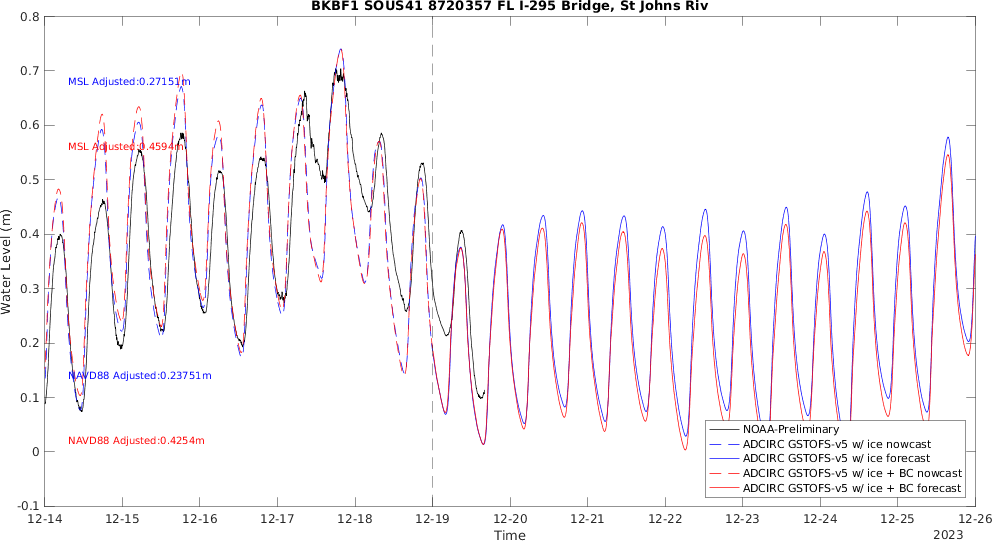 BKBF1 SOUS41 8720357 FL I-295 Bridge, St Johns Riv
0.8
0.7
0.6
0.5
0.4
0.3
0.2
0.1
0
-0.1
Water Level (m)
MSL Adjusted:0.27151m
MSL Adjusted:0.4594m
NAVD88 Adjusted:0.23751m
NAVD88 Adjusted:0.4254m
NOAA-Preliminary
ADCIRC GSTOFS-v5 w/ ice nowcast
ADCIRC GSTOFS-v5 w/ ice forecast
ADCIRC GSTOFS-v5 w/ ice + BC nowcast
ADCIRC GSTOFS-v5 w/ ice + BC forecast
12-14 12-15 12-16 12-17 12-18 12-19 12-20 12-21 12-22 12-23 12-24 12-25 12-26
Time
2023